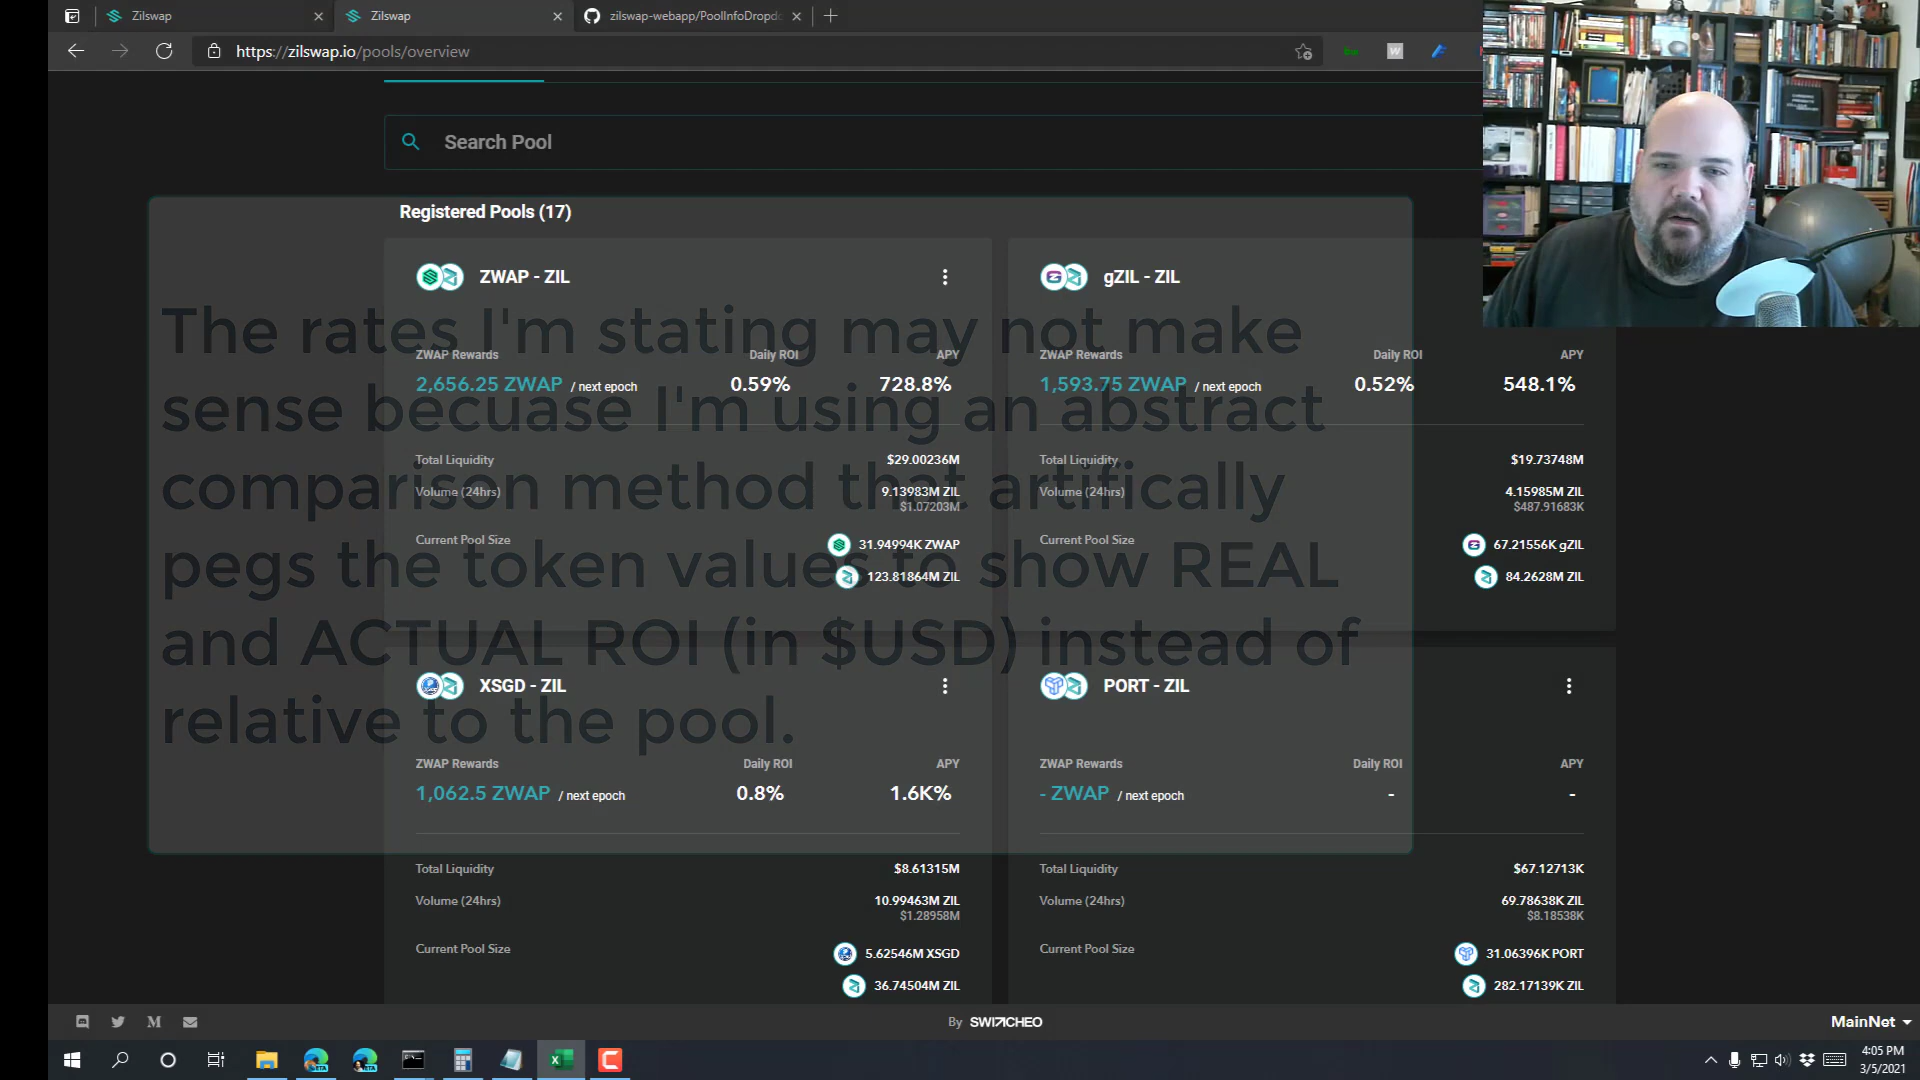 Zilswap
Zilswap
zilswap-webapp/PoolInfoDropdo
https://zilswap.io/pools/overview
Search Pool
Registered Pools (17)
ZWAP - ZIL
ZWAP Rewards
Daily ROI
APY
2,656.25 ZWAP / next epoch
0.59%
728.8%
Total Liquidity
$29.00236M
Volume (24hrs)
9.13983M ZIL
$1.07203M
Current Pool Size
31.94994K ZWAP
123.81864M ZIL
gZIL - ZIL
ZWAP Rewards
Daily ROI
APY
1,593.75 ZWAP / next epoch
0.52%
548.1%
Total Liquidity
$19.73748M
Volume (24hrs)
4.15985M ZIL
$487.91683K
Current Pool Size
67.21556K gZIL
84.2628M ZIL
XSGD - ZIL
ZWAP Rewards
Daily ROI
APY
1,062.5 ZWAP / next epoch
0.8%
1.6K%
Total Liquidity
$8.61315M
Volume (24hrs)
10.99463M ZIL
$1.28958M
Current Pool Size
5.62546M XSGD
36.74504M ZIL
PORT - ZIL
ZWAP Rewards
Daily ROI
APY
- ZWAP / next epoch
-
-
Total Liquidity
$67.12713K
Volume (24hrs)
69.78638K ZIL
$8.18538K
Current Pool Size
31.06396K PORT
282.17139K ZIL
The rates I'm stating may not make
sense becuase I'm using an abstract
comparison method that artifically
pegs the token values to show REAL
and ACTUAL ROI (in $USD) instead of
relative to the pool.
By SWITCHEO
MainNet
4:05 PM
3/5/2021